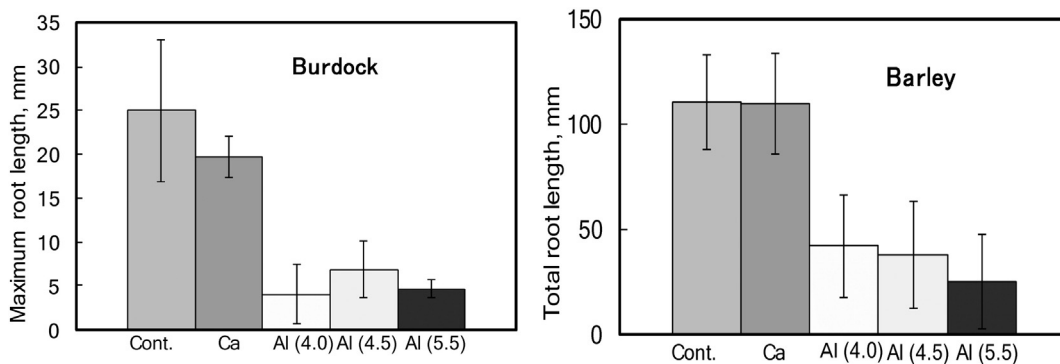 Maximum root length, mm
35
30
25
20
15
10
5
0
Burdock
Cont. Ca Al (4.0) Al (4.5) Al (5.5)
Total root length, mm
150
100
50
0
Barley
Cont. Ca Al (4.0) Al (4.5) Al (5.5)